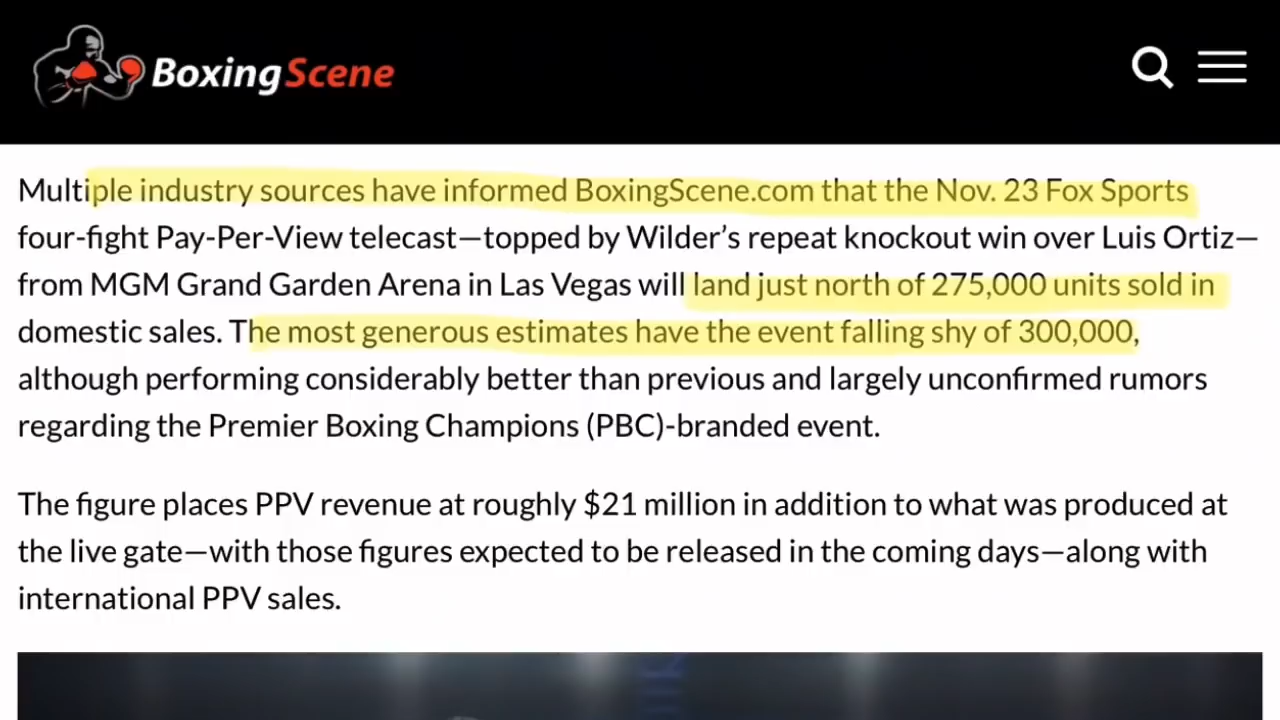 BoxingScene
Multiple industry sources have informed BoxingScene.com that the Nov. 23 Fox Sports
four-fight Pay-Per-View telecast—topped by Wilder’s repeat knockout win over Luis Ortiz—
from MGM Grand Garden Arena in Las Vegas will land just north of 275,000 units sold in
domestic sales. The most generous estimates have the event falling shy of 300,000,
although performing considerably better than previous and largely unconfirmed rumors
regarding the Premier Boxing Champions (PBC)-branded event.
The figure places PPV revenue at roughly $21 million in addition to what was produced at
the live gate—with those figures expected to be released in the coming days—along with
international PPV sales.